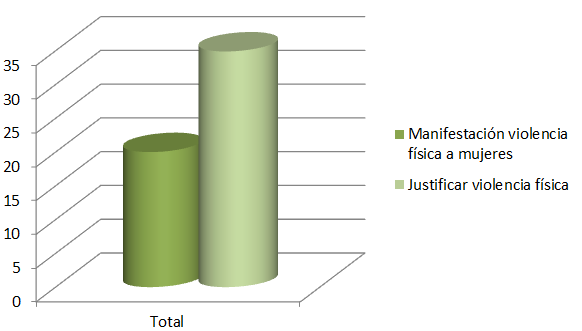 35
30
25
20
15
10
5
0
Total
Manifestación violencia
física a mujeres
Justificar violencia física